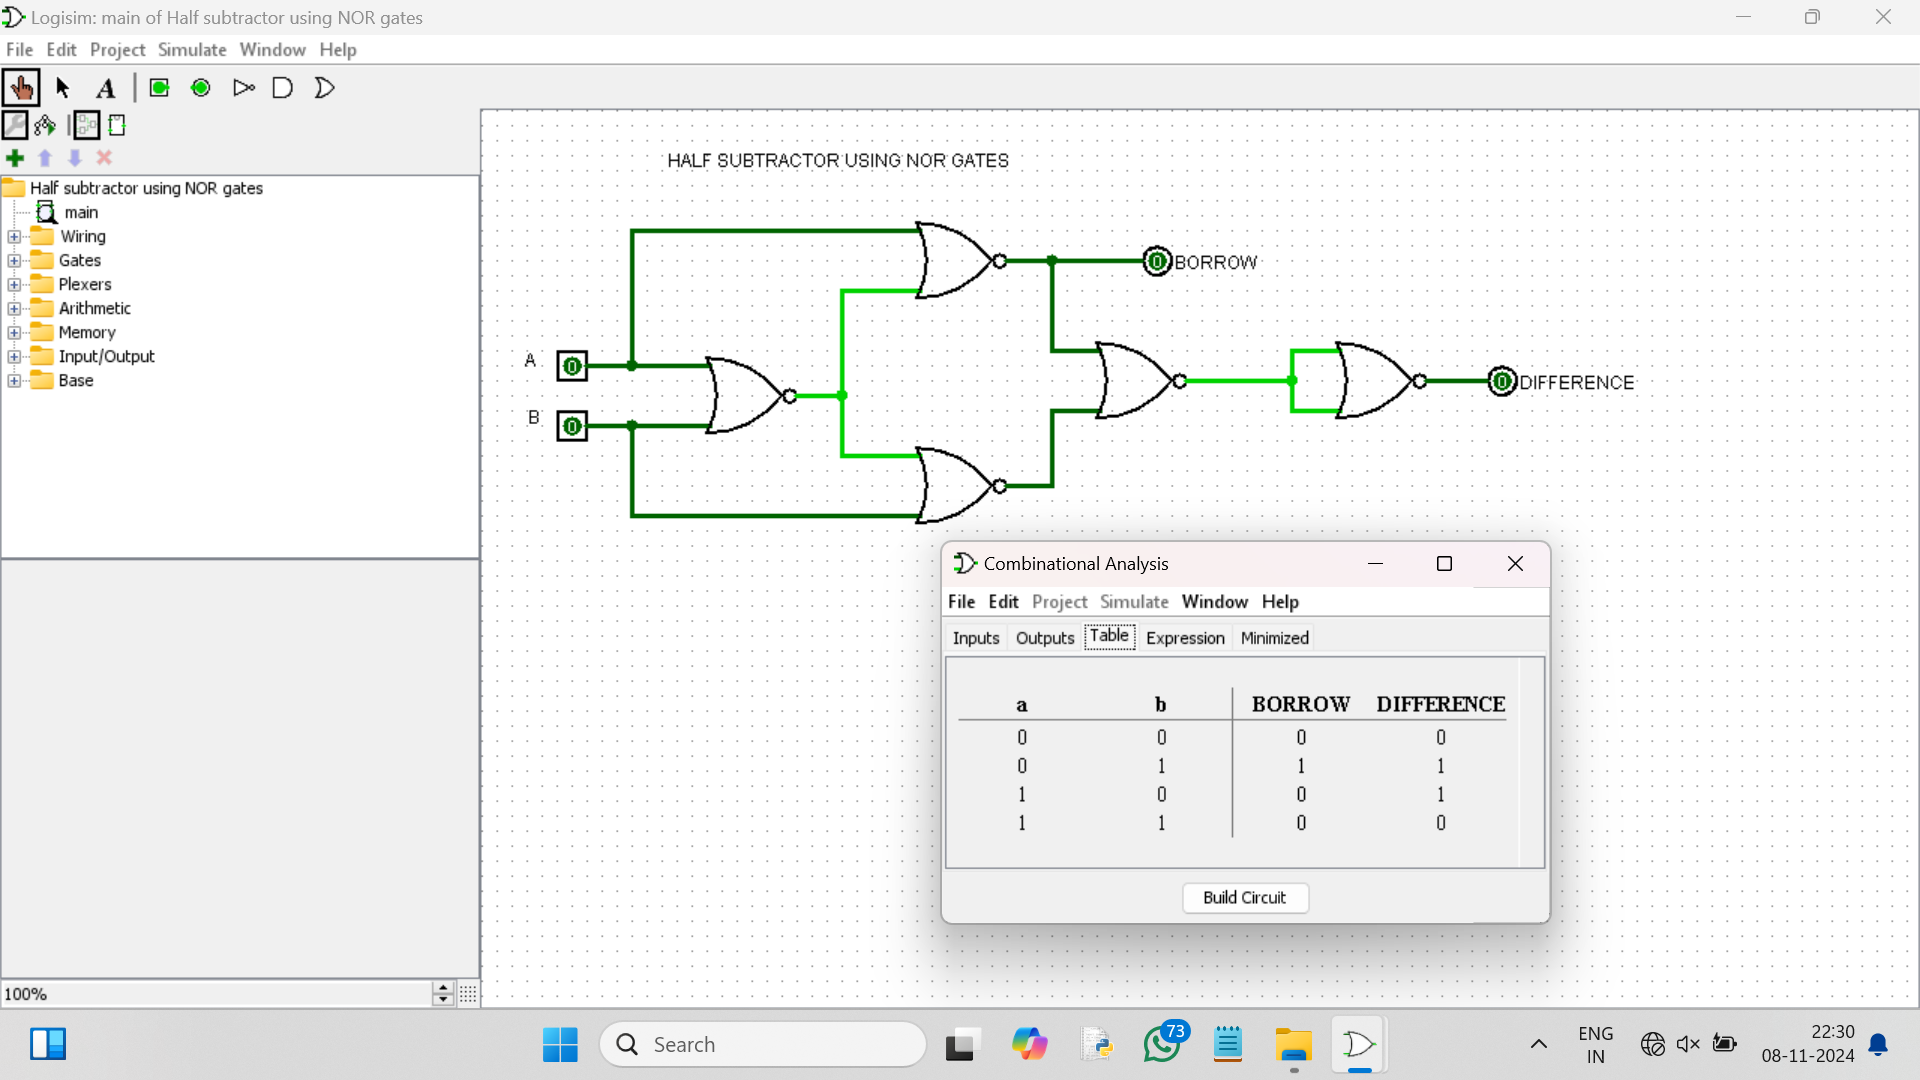 Logisim: main of Half subtractor using NOR gates
File Edit Project Simulate Window Help
A
Half subtractor using NOR gates
main
Wiring
Gates
Plexers
Arithmetic
Memory
Input/Output
Base
100%
HALF SUBTRACTOR USING NOR GATES
0 BORROW
A 0
0 DIFFERENCE
B 0
Combinational Analysis
File Edit Project Simulate Window Help
Inputs Outputs Table Expression Minimized
a b BORROW DIFFERENCE
0 0 0 0
0 1 1 1
1 0 0 1
1 1 0 0
Build Circuit
Search
73
ENG
IN
22:30
08-11-2024